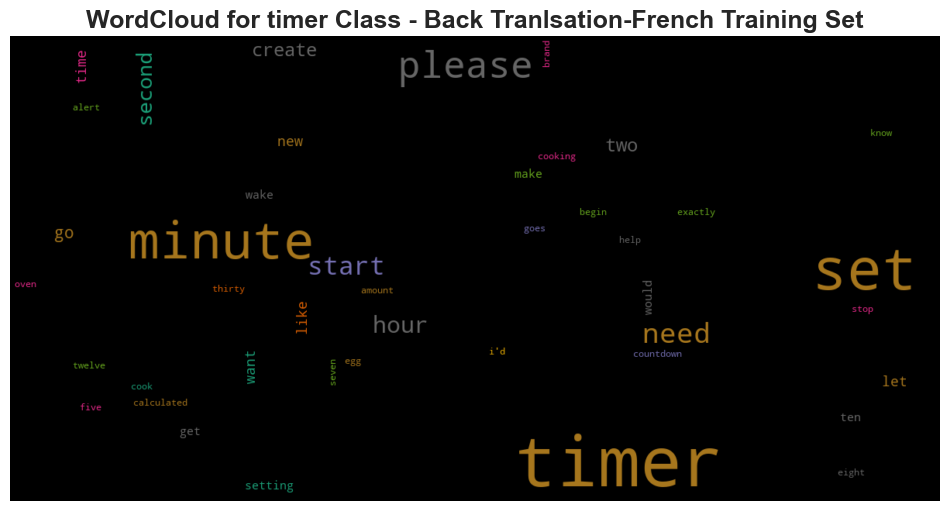 WordCloud for timer Class - Back Tranlsation-French Training Set
time
second
create
please
brand
alert
new
two
know
cooking
make
wake
begin
exactly
go
minute
goes
help
start
set
oven
thirty
amount
would
stop
like
hour
need
i'd
countdown
twelve
want
seven
egg
let
cook
five
calculated
get
ten
timer
setting
eight